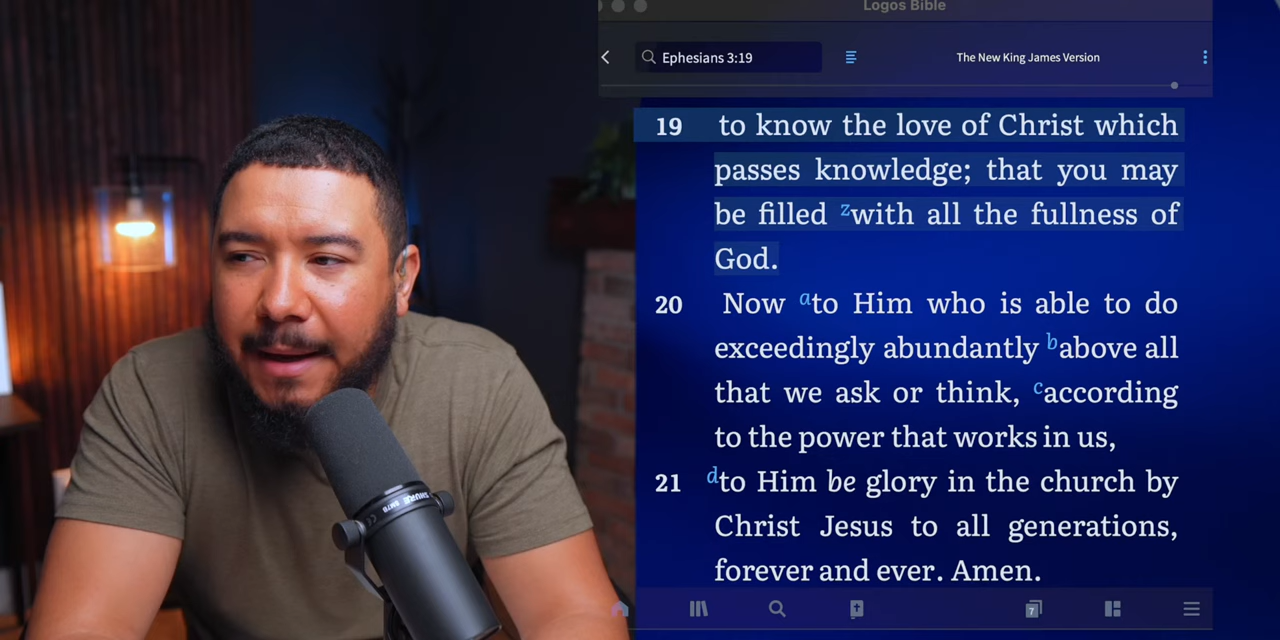 Logos Bible
Ephesians 3:19
The New King James Version
19 to know the love of Christ which
passes knowledge; that you may
be filled zwith all the fullness of
God.
20 Now ato Him who is able to do
exceedingly abundantly babove all
that we ask or think, caccording
to the power that works in us,
21 dto Him be glory in the church by
Christ Jesus to all generations,
forever and ever. Amen.
SHURE SM7B
7